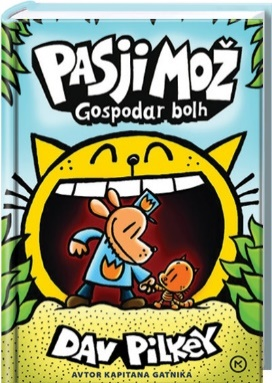 PASJI MOŽ
Gospodar bolh
DAV PILKEY
AVTOR KAPITANA GATNIKA
M